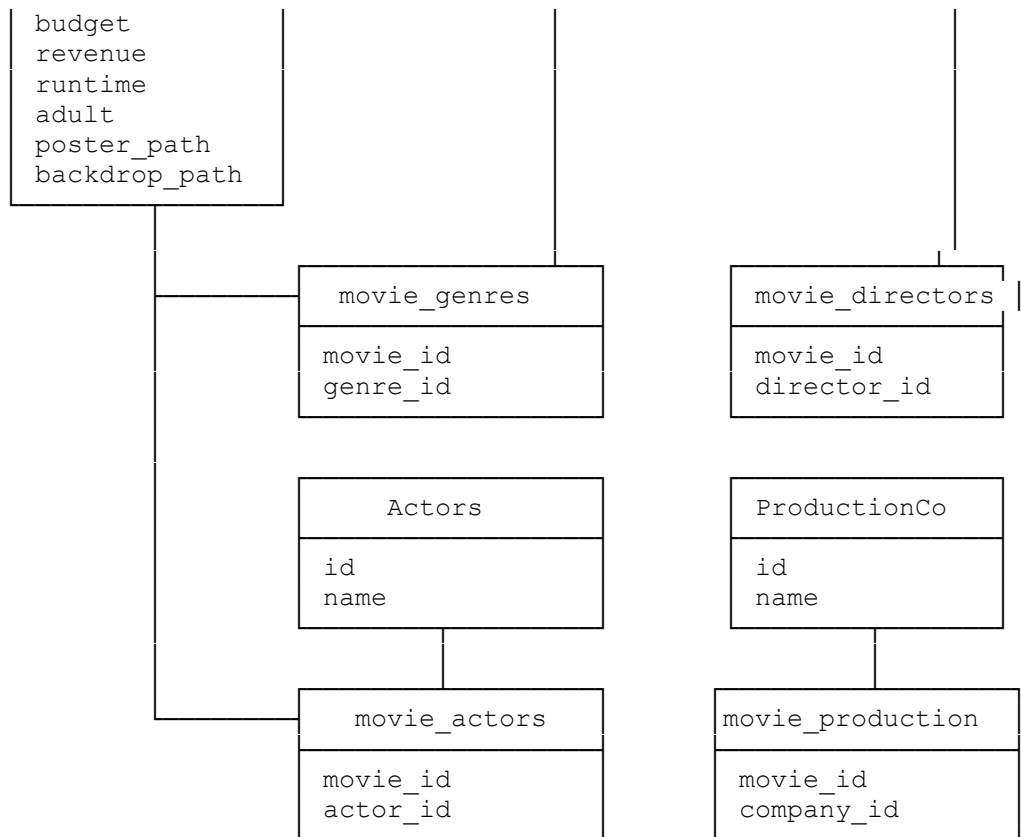 budget
revenue
runtime
adult
poster_path
backdrop_path
movie_genres
movie_id
genre_id
movie_directors
movie_id
director_id
Actors
id
name
ProductionCo
id
name
movie_actors
movie_id
actor_id
movie_production
movie_id
company_id